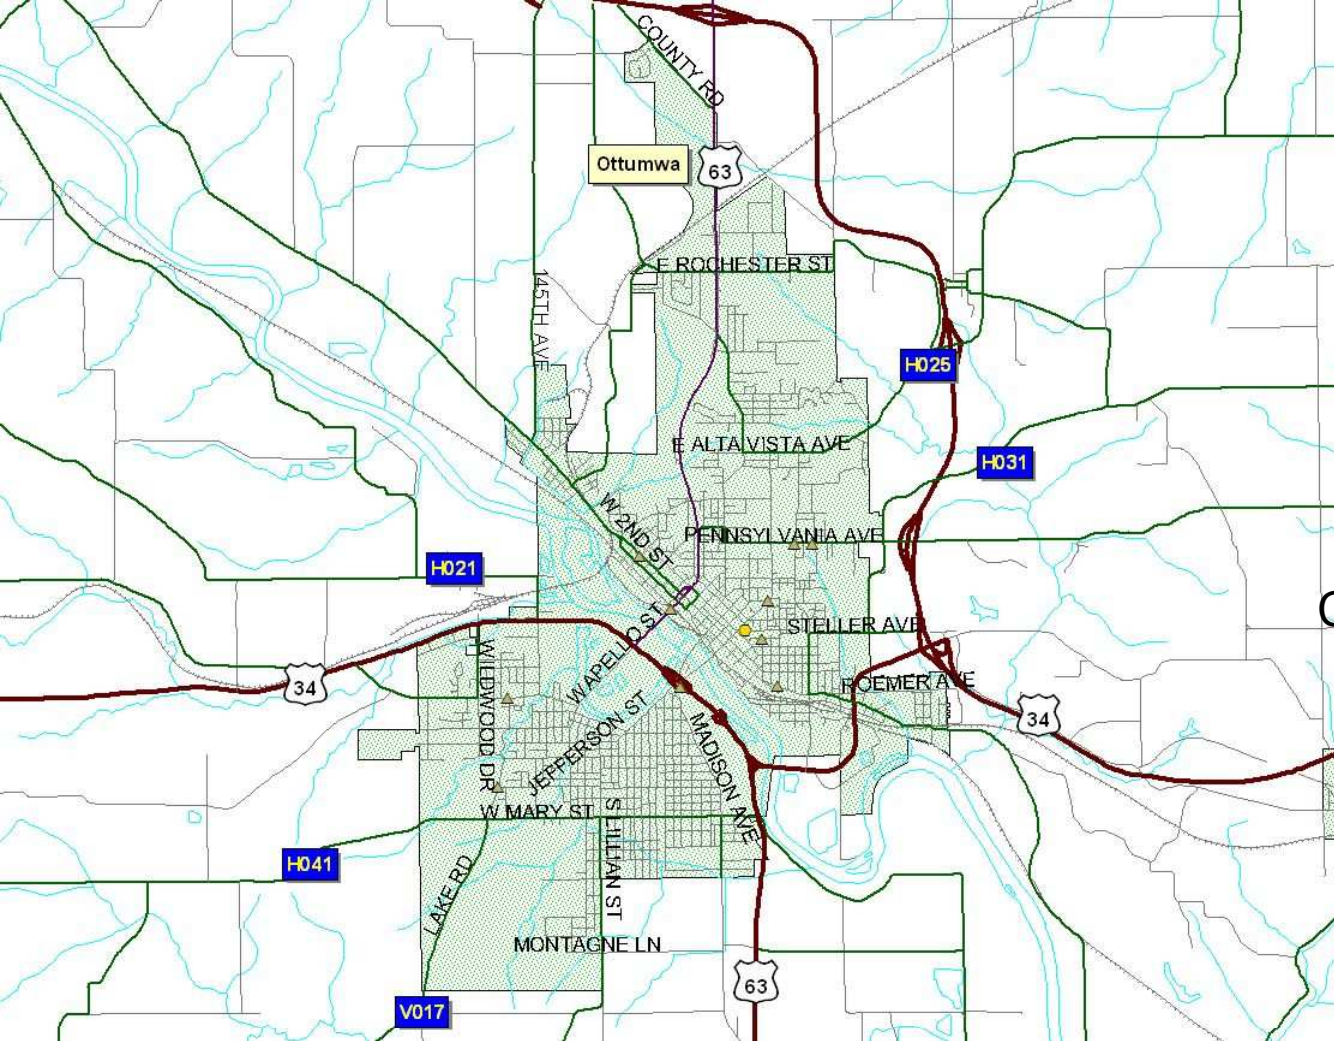 COUNTY RD
Ottumwa
63
E ROCHESTER ST
145TH AVE
H025
E ALTA VISTA AVE
H031
W 2ND ST
PENNSYLVANIA AVE
H021
WAPELLO ST
STELLER AVE
WILDWOOD DR
34
ROEMER AVE
34
JEFFERSON ST
MADISON AVE
W MARY ST
S LILLIAN ST
H041
LAKE RD
MONTAGNE LN
63
V017